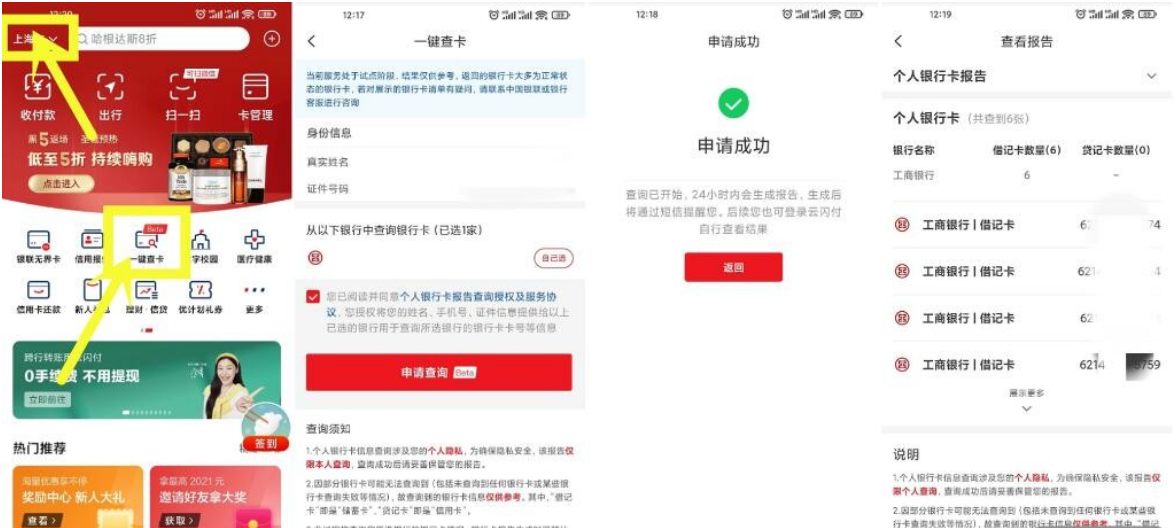 12:20
上海
哈根达斯8折
可扫微信
收付款
出行
扫一扫
卡管理
黑5返场
低至5折 持续嗨购
点击进入
Beta
银联无界卡
信用报
一键查卡
字校园
医疗健康
信用卡还款
新人
理财·信贷
优计划礼券
更多
跨行转账
闪付
0手续费 不用提现
立即前往
签到
热门推荐
海量优惠享不停
奖励中心 新人大礼
查看>
拿最高2021元
邀请好友拿大奖
获取>
12:17
一键查卡
当前服务处于试点阶段，结果仅供参考，返回的银行卡大多为正常状
态的银行卡，若对展示的银行卡清单有疑问，请联系中国银联或银行
客服进行咨询
身份信息
真实姓名
证件号码
从以下银行中查询银行卡（已选1家）
自己选
您已阅读并同意个人银行卡报告查询授权及服务协
议，您授权将您的姓名、手机号、证件信息提供给以上
已选的银行用于查询所选银行的银行卡卡号等信息
申请查询 Beta
查询须知
1.个人银行卡信息查询涉及您的个人隐私，为确保隐私安全，该报告仅
限本人查询，查询成功后请妥善保管您的报告。
2.因部分银行卡可能无法查询到（包括未查询到任何银行卡或某些银
行卡查询失效等情况），故查询到的银行卡信息仅供参考。其中，"借记
卡"即是"储蓄卡"，"贷记卡"即是"信用卡"。
12:18
申请成功
申请成功
查询已开始，24小时内会生成报告，生成后
将通过短信提醒您。后续您也可登录云闪付
自行查看结果
返回
12:19
查看报告
个人银行卡报告
个人银行卡（共查到6张）
银行名称 借记卡数量(6) 贷记卡数量(0)
工商银行 6 -
工商银行 | 借记卡 6 74
工商银行 | 借记卡 621 4
工商银行 | 借记卡 62
工商银行 | 借记卡 6214 3759
展示更多
说明
1.个人银行卡信息查询涉及您的个人隐私，为确保隐私安全，该报告仅
限个人查询，查询成功后请妥善保管您的报告。
2.因部分银行卡可能无法查询到（包括未查询到任何银行卡或某些银
行卡查询失效等情况），故查询到的银行卡信息仅供参考。其中，"借记